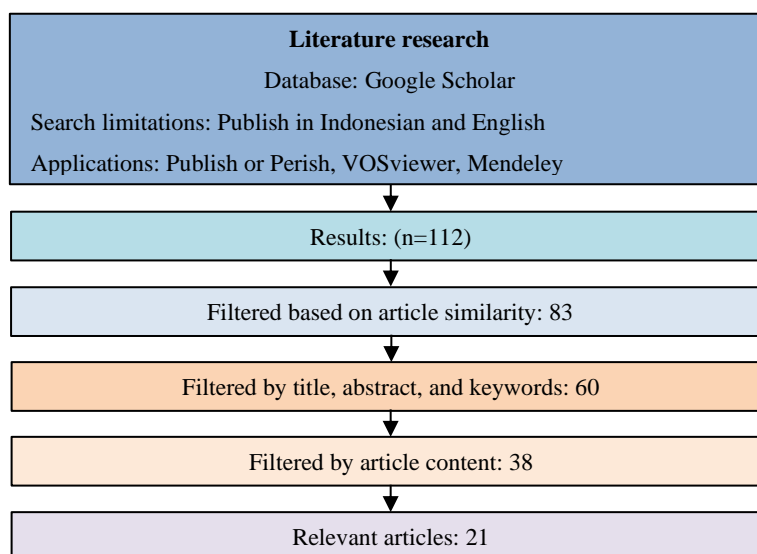 Literature research
Database: Google Scholar
Search limitations: Publish in Indonesian and English
Applications: Publish or Perish, VOSviewer, Mendeley
Results: (n=112)
Filtered based on article similarity: 83
Filtered by title, abstract, and keywords: 60
Filtered by article content: 38
Relevant articles: 21